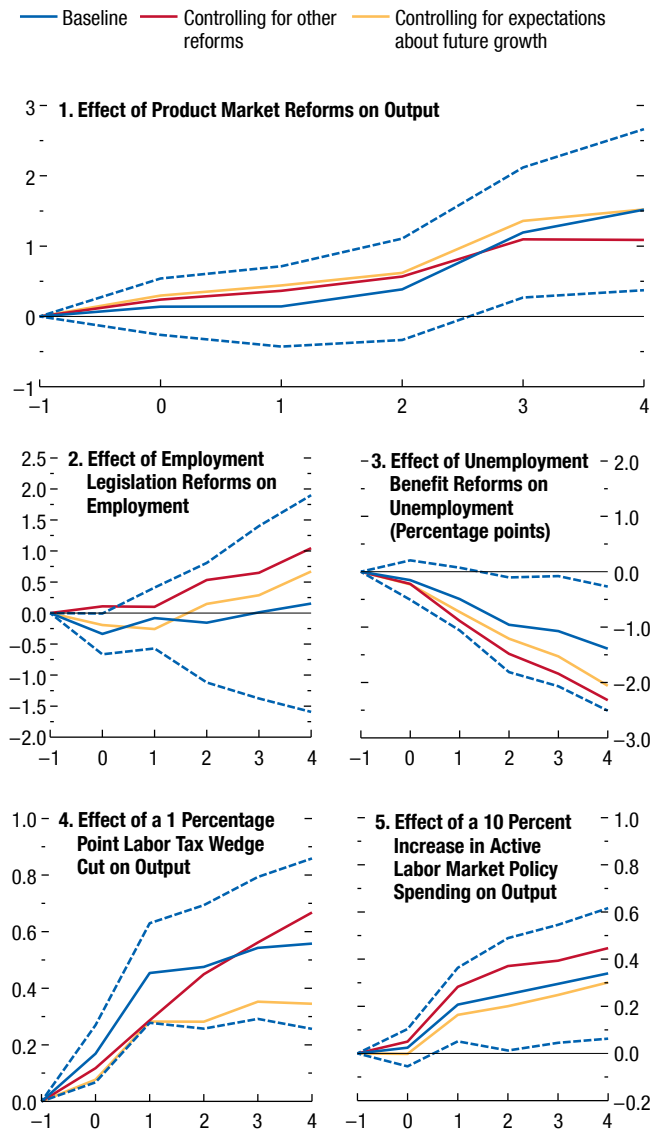 Baseline
Controlling for other
reforms
Controlling for expectations
about future growth
1. Effect of Product Market Reforms on Output
3
2
1
0
–1
–1 0 1 2 3 4
2. Effect of Employment
Legislation Reforms on
Employment
2.5
2.0
1.5
1.0
0.5
0.0
–0.5
–1.0
–1.5
–2.0
–1 0 1 2 3 4
3. Effect of Unemployment
Benefit Reforms on
Unemployment
(Percentage points)
2.0
1.0
0.0
–1.0
–2.0
–3.0
–1 0 1 2 3 4
4. Effect of a 1 Percentage
Point Labor Tax Wedge
Cut on Output
1.0
0.8
0.6
0.4
0.2
0.0
–1 0 1 2 3 4
5. Effect of a 10 Percent
Increase in Active
Labor Market Policy
Spending on Output
1.0
0.8
0.6
0.4
0.2
0.0
–0.2
–1 0 1 2 3 4